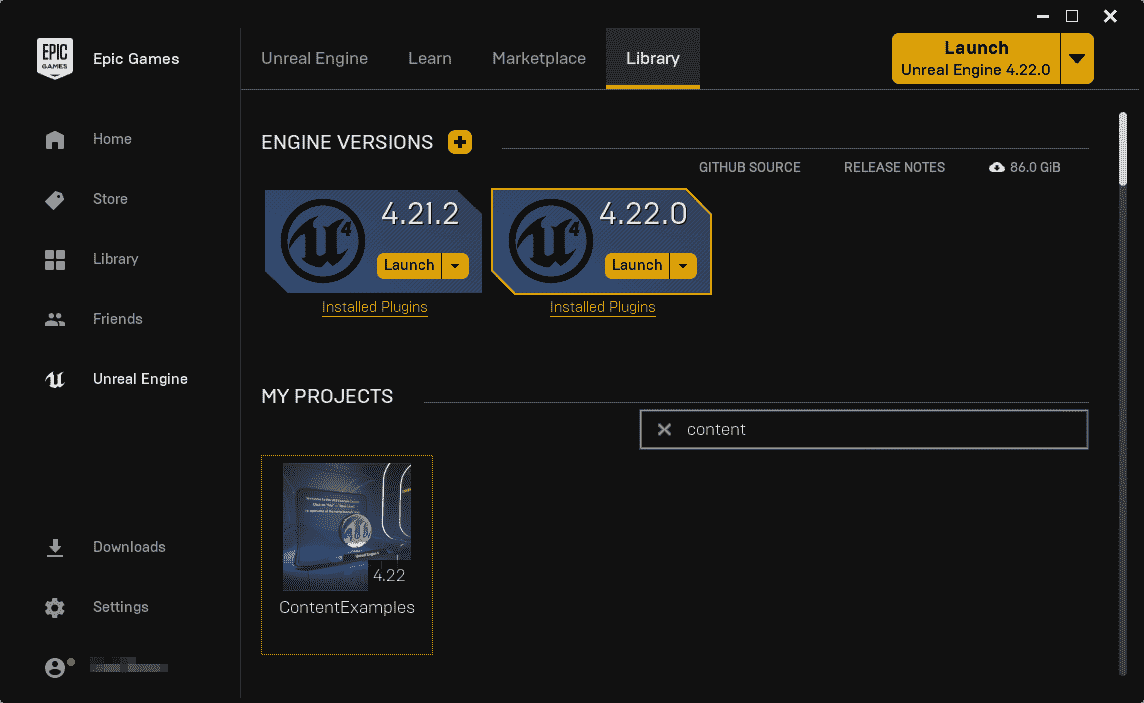 EPIC
GAMES
Epic Games
Unreal Engine
Learn
Marketplace
Library
Launch
Unreal Engine 4.22.0
Home
Store
Library
Friends
Unreal Engine
Downloads
Settings
ENGINE VERSIONS
GITHUB SOURCE
RELEASE NOTES
86.0 GiB
4.21.2
4
Launch
Installed Plugins
4.22.0
4
Launch
Installed Plugins
MY PROJECTS
content
4.22
ContentExamples